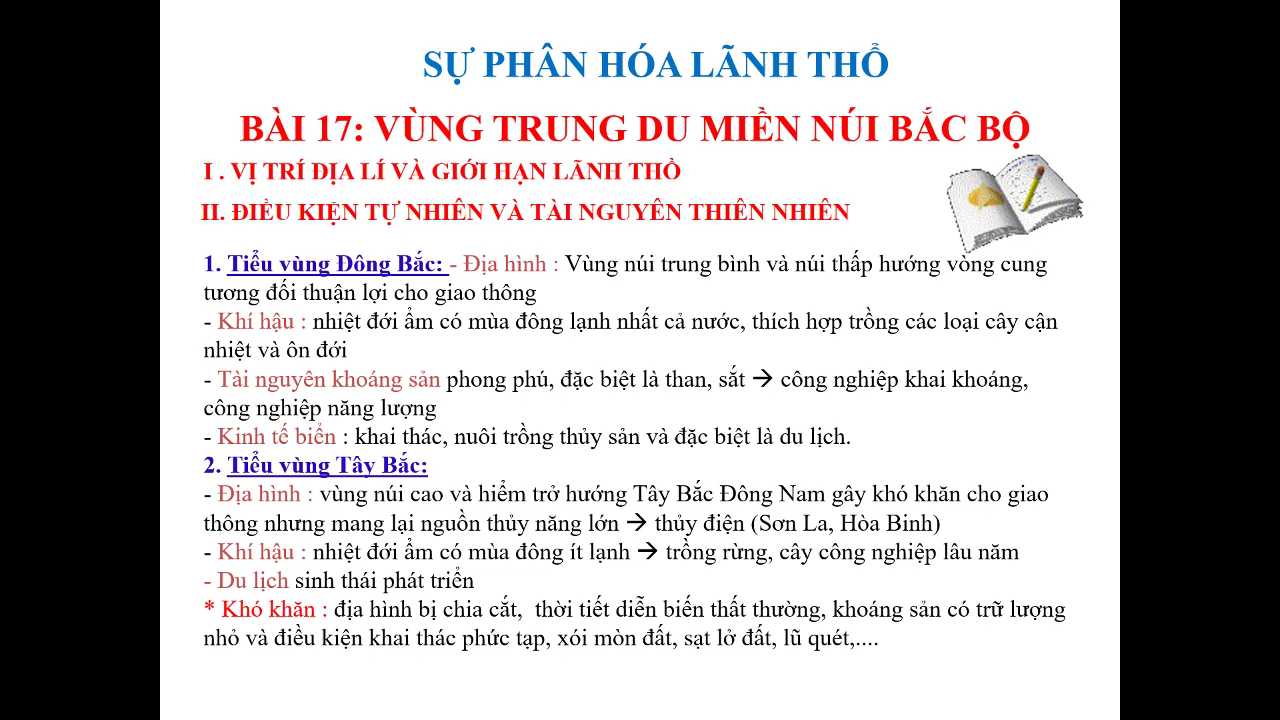 SỰ PHÂN HÓA LÃNH THỔ
BÀI 17: VÙNG TRUNG DU MIỀN NÚI BẮC BỘ
I . VỊ TRÍ ĐỊA LÍ VÀ GIỚI HẠN LÃNH THỔ
II. ĐIỀU KIỆN TỰ NHIÊN VÀ TÀI NGUYÊN THIÊN NHIÊN
1. Tiểu vùng Đông Bắc: - Địa hình : Vùng núi trung bình và núi thấp hướng vòng cung
tương đối thuận lợi cho giao thông
- Khí hậu : nhiệt đới ẩm có mùa đông lạnh nhất cả nước, thích hợp trồng các loại cây cận
nhiệt và ôn đới
- Tài nguyên khoáng sản phong phú, đặc biệt là than, sắt → công nghiệp khai khoáng,
công nghiệp năng lượng
- Kinh tế biển : khai thác, nuôi trồng thủy sản và đặc biệt là du lịch.
2. Tiểu vùng Tây Bắc:
- Địa hình : vùng núi cao và hiểm trở hướng Tây Bắc Đông Nam gây khó khăn cho giao
thông nhưng mang lại nguồn thủy năng lớn → thủy điện (Sơn La, Hòa Binh)
- Khí hậu : nhiệt đới ẩm có mùa đông ít lạnh → trồng rừng, cây công nghiệp lâu năm
- Du lịch sinh thái phát triển
* Khó khăn : địa hình bị chia cắt, thời tiết diễn biến thất thường, khoáng sản có trữ lượng
nhỏ và điều kiện khai thác phức tạp, xói mòn đất, sạt lở đất, lũ quét,....